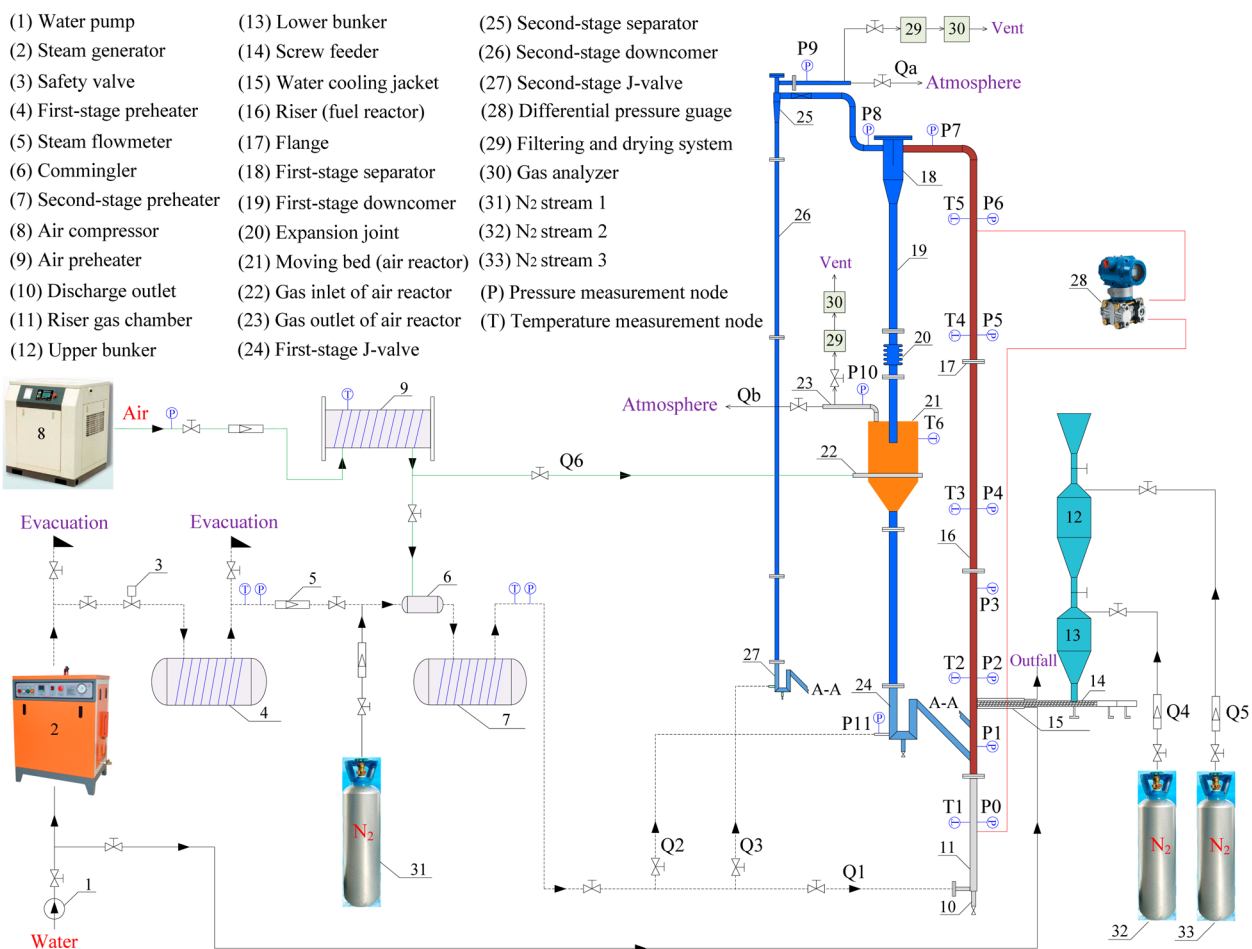 (1) Water pump
(2) Steam generator
(3) Safety valve
(4) First-stage preheater
(5) Steam flowmeter
(6) Commingler
(7) Second-stage preheater
(8) Air compressor
(9) Air preheater
(10) Discharge outlet
(11) Riser gas chamber
(12) Upper bunker
(13) Lower bunker
(14) Screw feeder
(15) Water cooling jacket
(16) Riser (fuel reactor)
(17) Flange
(18) First-stage separator
(19) First-stage downcomer
(20) Expansion joint
(21) Moving bed (air reactor)
(22) Gas inlet of air reactor
(23) Gas outlet of air reactor
(24) First-stage J-valve
(25) Second-stage separator
(26) Second-stage downcomer
(27) Second-stage J-valve
(28) Differential pressure guage
(29) Filtering and drying system
(30) Gas analyzer
(31) N2 stream 1
(32) N2 stream 2
(33) N2 stream 3
(P) Pressure measurement node
(T) Temperature measurement node
29 30 Vent
P9
P
Qa
Atmosphere
25
P8
P
P7
P
18
T5 P6
T P
26
19
Vent
30
29
28
T4 P5
T P
20
17
P10
P
23
Qb
Atmosphere
21
T6
T
22
9
T
8
Air
P
Q6
T3 P4
T P
12
16
Evacuation
Evacuation
3
T P
5
6
T P
P
P3
13
4
7
27
A-A
24
T2 P2
T P
Outfall
14
15
A-A
P11
P
P1
P
Q4
Q5
2
N2
31
T1 P0
T P
11
N2
N2
Q2
Q3
Q1
10
1
Water
32
33